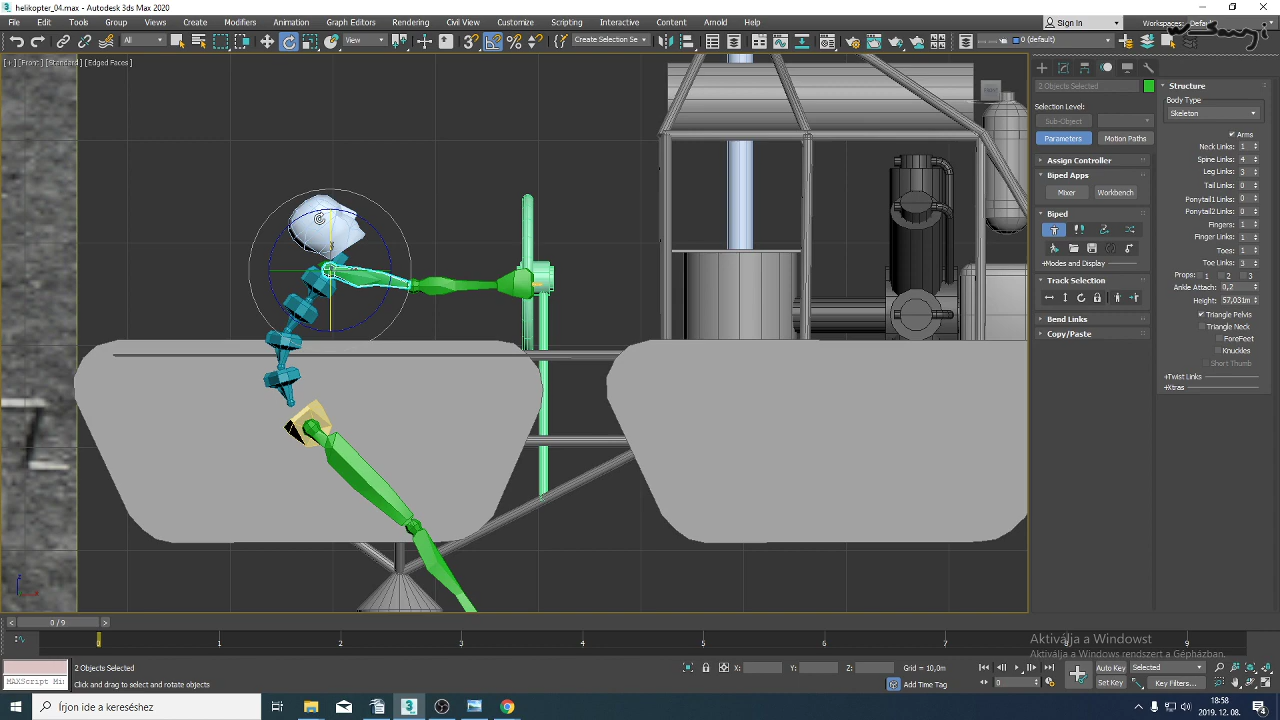 helikopter_04.max - Autodesk 3ds Max 2020
File Edit Tools Group Views Create Modifiers Animation Graph Editors Rendering Civil View Customize Scripting Interactive Content Arnold Help
Sign In Workspaces: Def
All View Create Selection Se 0 (default)
[+] [Front] [Standard] [Edged Faces]
2 Objects Selected
Selection Level:
Sub-Object
Parameters Motion Paths
Assign Controller
Biped Apps
Mixer Workbench
Biped
+Modes and Display
Track Selection
Bend Links
Copy/Paste
Structure
Body Type
Skeleton
Arms
Neck Links: 1
Spine Links: 4
Leg Links: 3
Tail Links: 0
Ponytail1 Links: 0
Ponytail2 Links: 0
Fingers: 1
Finger Links: 1
Toes: 1
Toe Links: 3
Props: 1 2 3
Ankle Attach: 0,2
Height: 57,031m
Triangle Pelvis
Triangle Neck
ForeFeet
Knuckles
Short Thumb
+Twist Links
+Xtras
0 / 9
0 1 2 3 4 5 6 7 8 9
Aktiválja a Windowst
Aktiválja a Windows rendszert a Gépházban.
2 Objects Selected
X: Y: Z: Grid = 10,0m
Auto Key Selected
MAXScript Mi
Click and drag to select and rotate objects
Add Time Tag
0
Set Key Key Filters...
Írjon ide a kereséshez
18:58
2019. 12. 08.